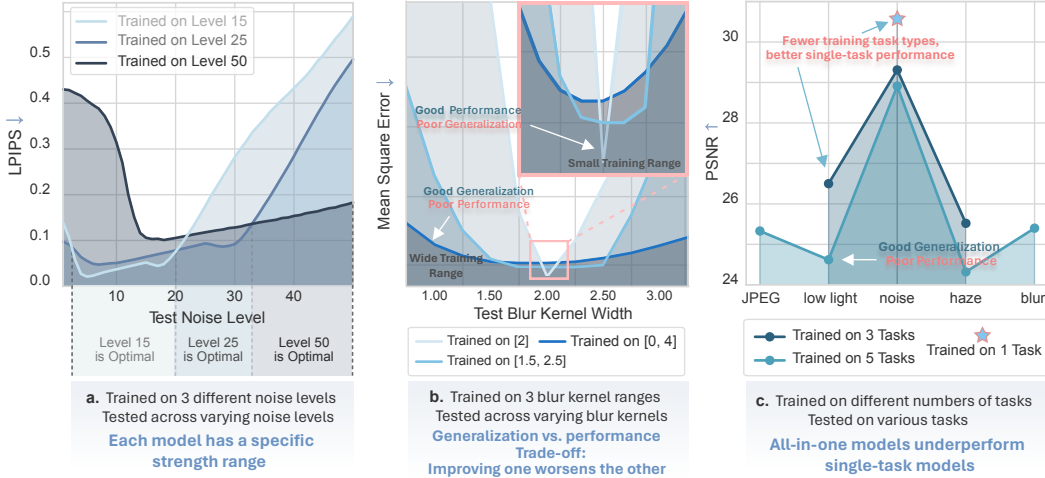 LPIPS ↓
0.5
0.4
0.3
0.2
0.1
0.0
Trained on Level 15
Trained on Level 25
Trained on Level 50
10
20
30
40
Test Noise Level
Level 15
is Optimal
Level 25
is Optimal
Level 50
is Optimal
a. Trained on 3 different noise levels
Tested across varying noise levels
Each model has a specific
strength range
Mean Square Error ↓
Good Performance
Poor Generalization
Small Training Range
Good Generalization
Poor Performance
Wide Training
Range
1.00
1.50
2.00
2.50
3.00
Test Blur Kernel Width
Trained on [2]
Trained on [0, 4]
Trained on [1.5, 2.5]
b. Trained on 3 blur kernel ranges
Tested across varying blur kernels
Generalization vs. performance
Trade-off:
Improving one worsens the other
PSNR ↑
30
28
26
24
Fewer training task types,
better single-task performance
Good Generalization
Poor Performance
JPEG
low light
noise
haze
blur
Trained on 3 Tasks
Trained on 5 Tasks
Trained on 1 Task
c. Trained on different numbers of tasks
Tested on various tasks
All-in-one models underperform
single-task models